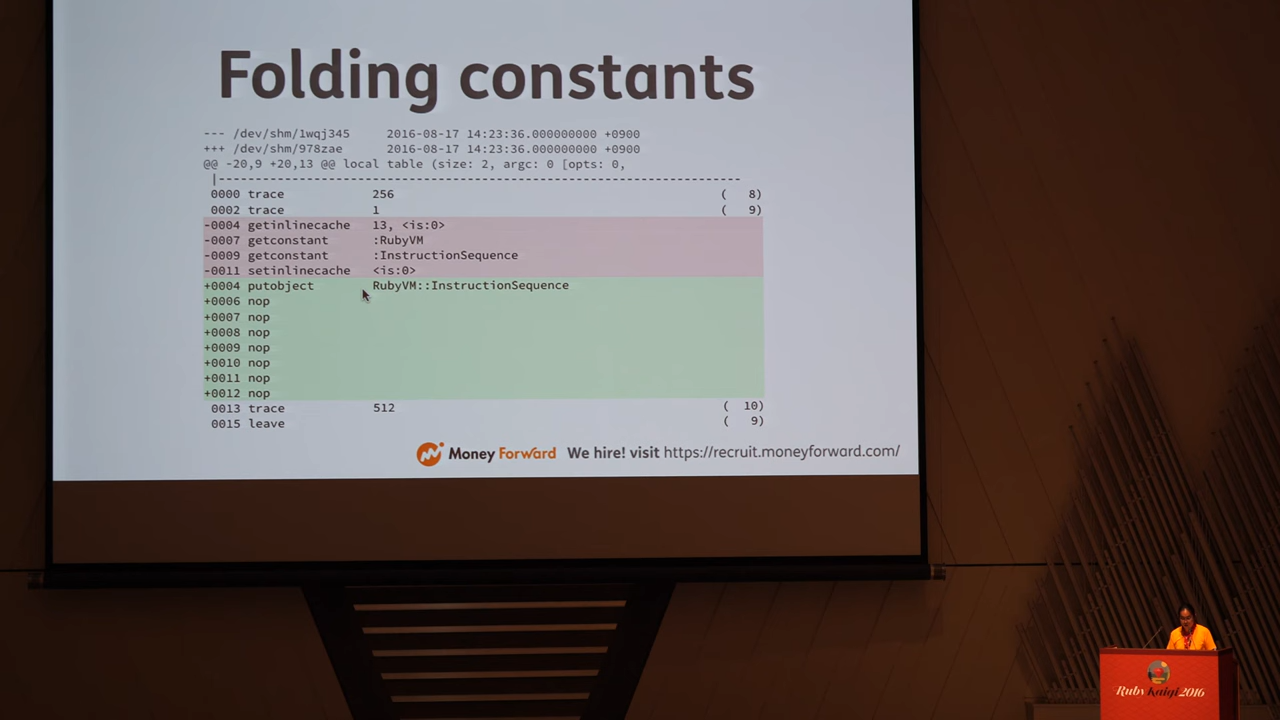 Folding constants
--- /dev/shm/1wqj345     2016-08-17 14:23:36.000000000 +0900
+++ /dev/shm/978zae      2016-08-17 14:23:36.000000000 +0900
@@ -20,9 +20,13 @@ local table (size: 2, argc: 0 [opts: 0,
|------------------------------------------------------------------------
0000 trace            256                                             (   8)
0002 trace            1                                               (   9)
-0004 getinlinecache   13, <is:0>
-0007 getconstant      :RubyVM
-0009 getconstant      :InstructionSequence
-0011 setinlinecache   <is:0>
+0004 putobject        RubyVM::InstructionSequence
+0006 nop
+0007 nop
+0008 nop
+0009 nop
+0010 nop
+0011 nop
+0012 nop
0013 trace            512                                             (  10)
0015 leave                                                            (   9)
Money Forward We hire! visit https://recruit.moneyforward.com/
RubyKaigi2016